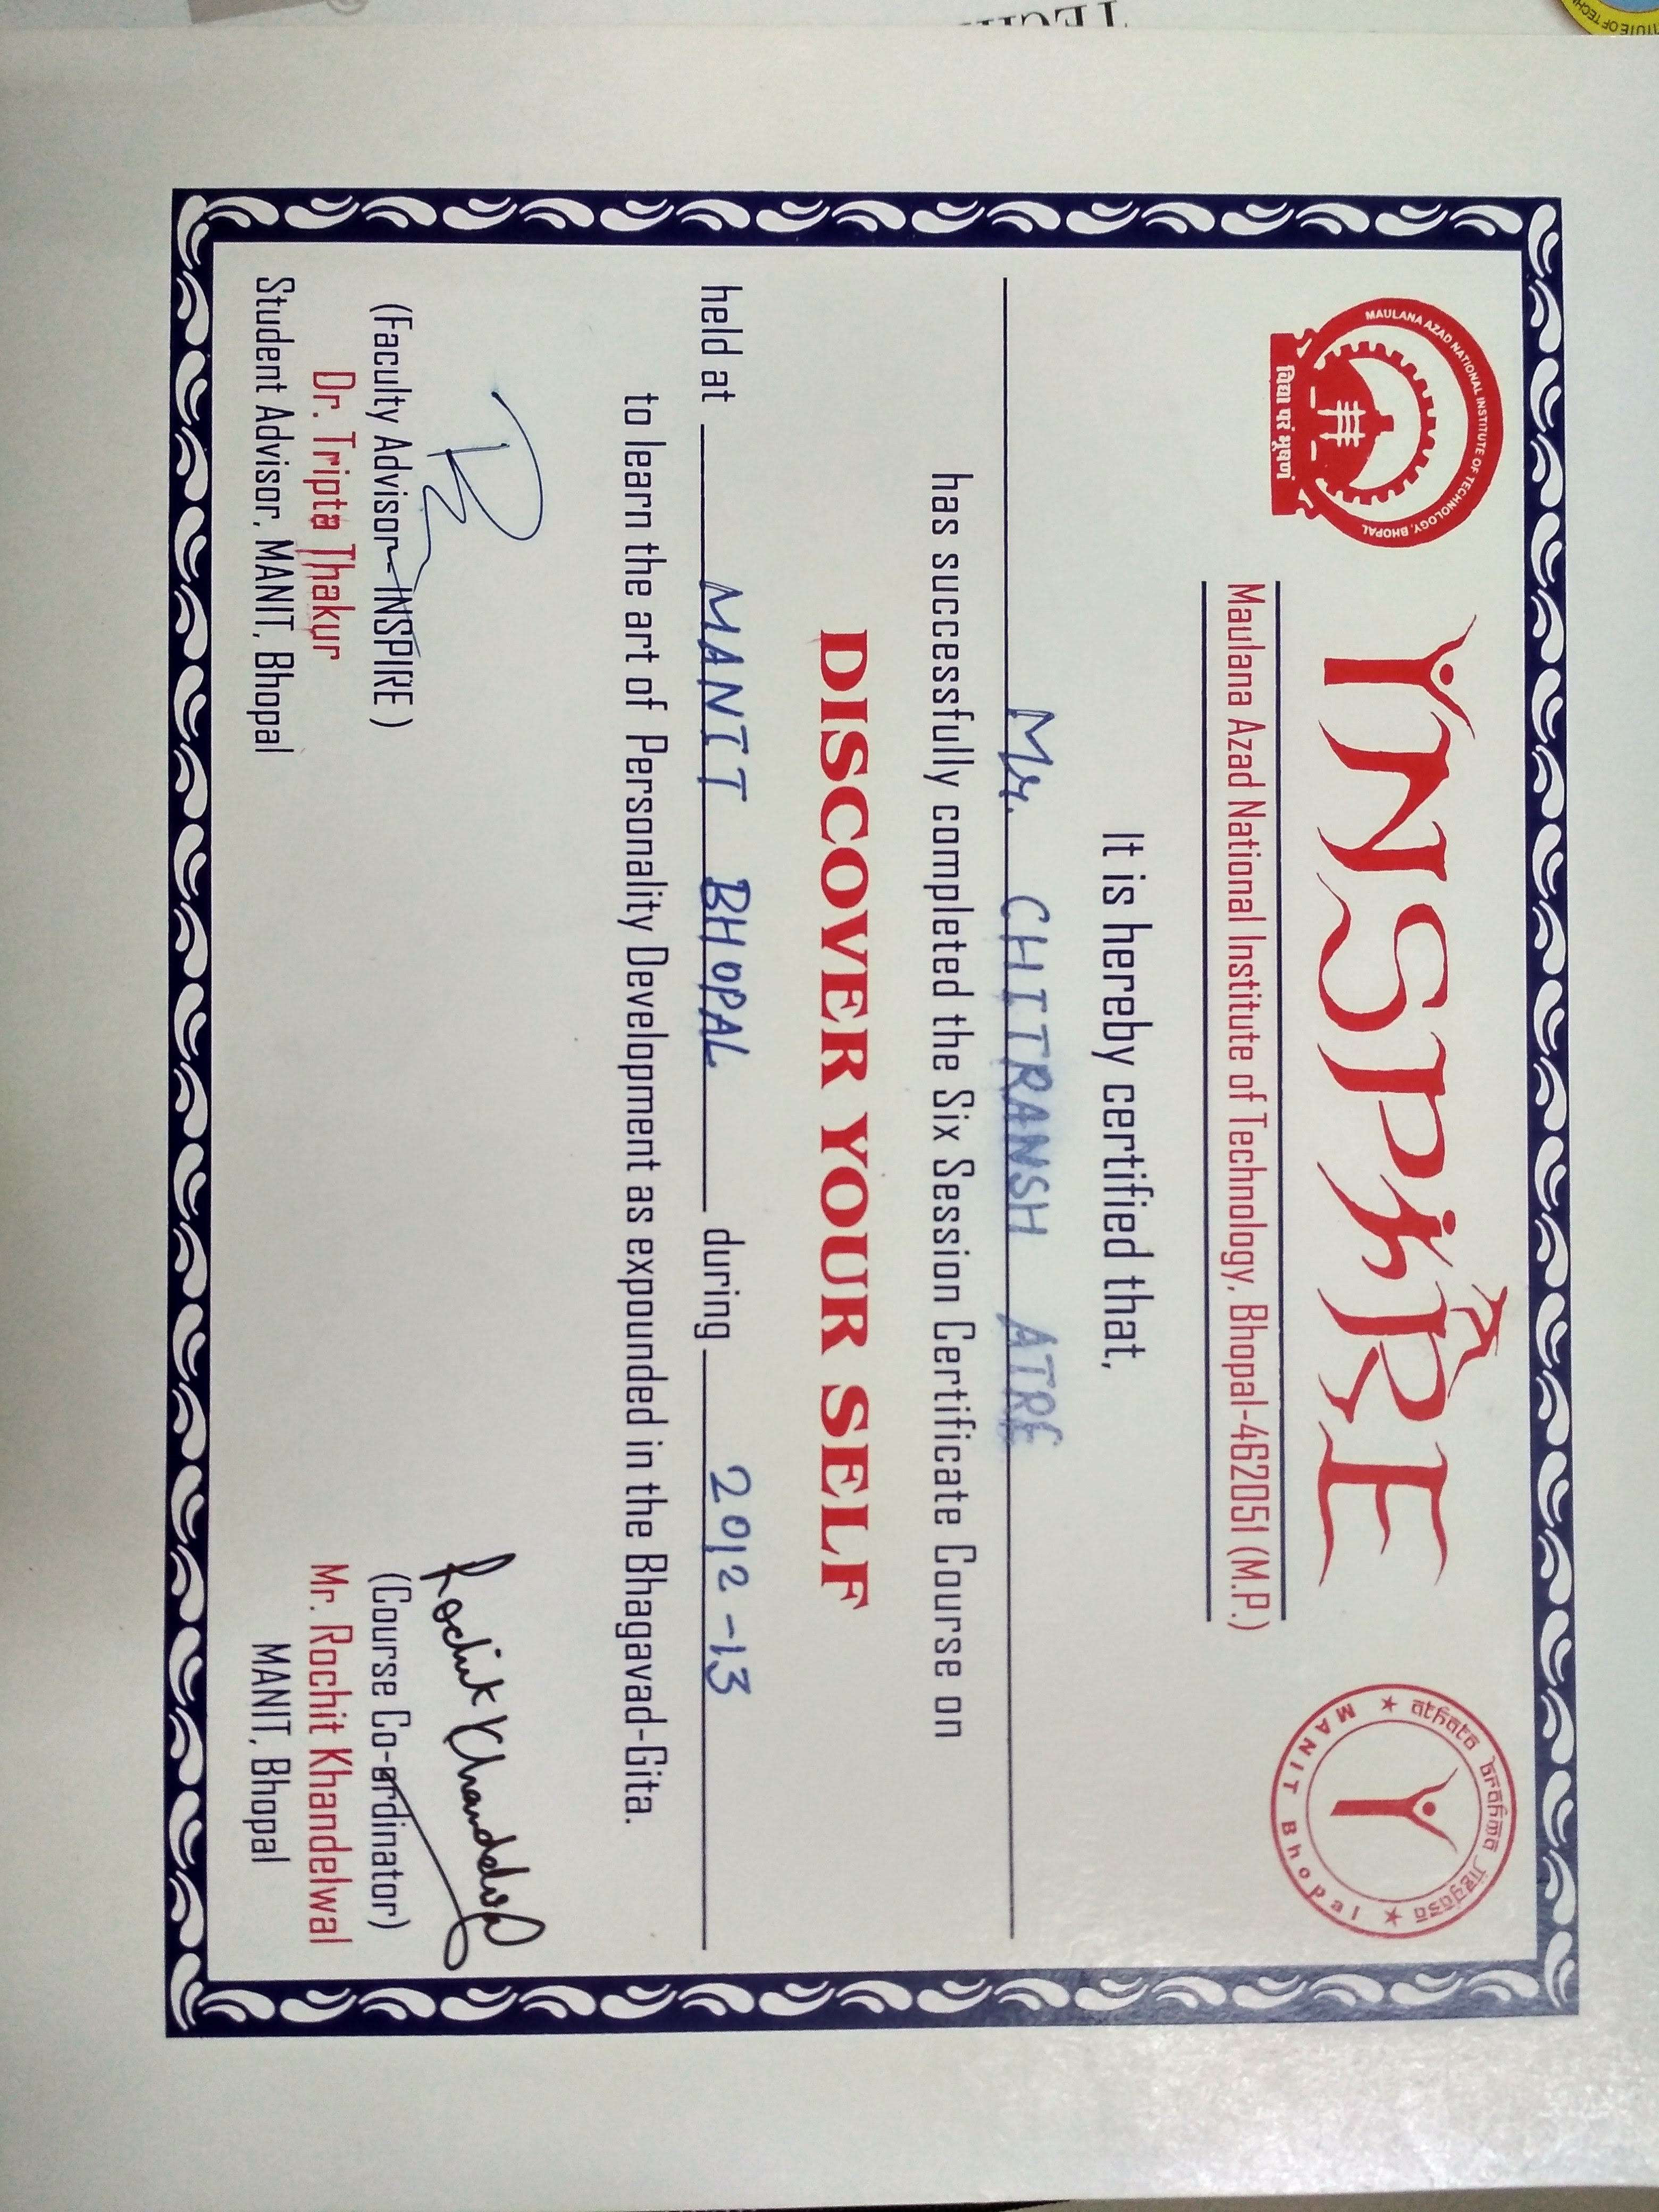 MAULANA AZAD NATIONAL INSTITUTE OF TECHNOLOGY, BHOPAL
विद्या परं भूषणं
INSPIRE
athato brahma jigyasa
MANIT Bhopal
Maulana Azad National Institute of Technology, Bhopal-462051 (M.P.)
It is hereby certified that,
Mr. CHITRANSH ATRE
has successfully completed the Six Session Certificate Course on
DISCOVER YOUR SELF
held at MANIT BHOPAL during 2012-13
to learn the art of Personality Development as expounded in the Bhagavad-Gita.
Rochit Khandelwal
(Faculty Advisor- INSPIRE )
(Course Co-ordinator)
Dr. Tripta Thakur
Mr. Rochit Khandelwal
Student Advisor, MANIT, Bhopal
MANIT, Bhopal